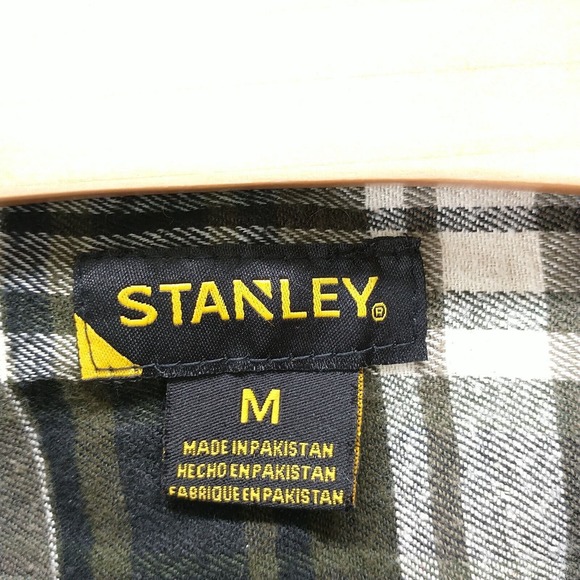 STANLEY®
M
MADE IN PAKISTAN
HECHO EN PAKISTAN
FABRIQUE EN PAKISTAN